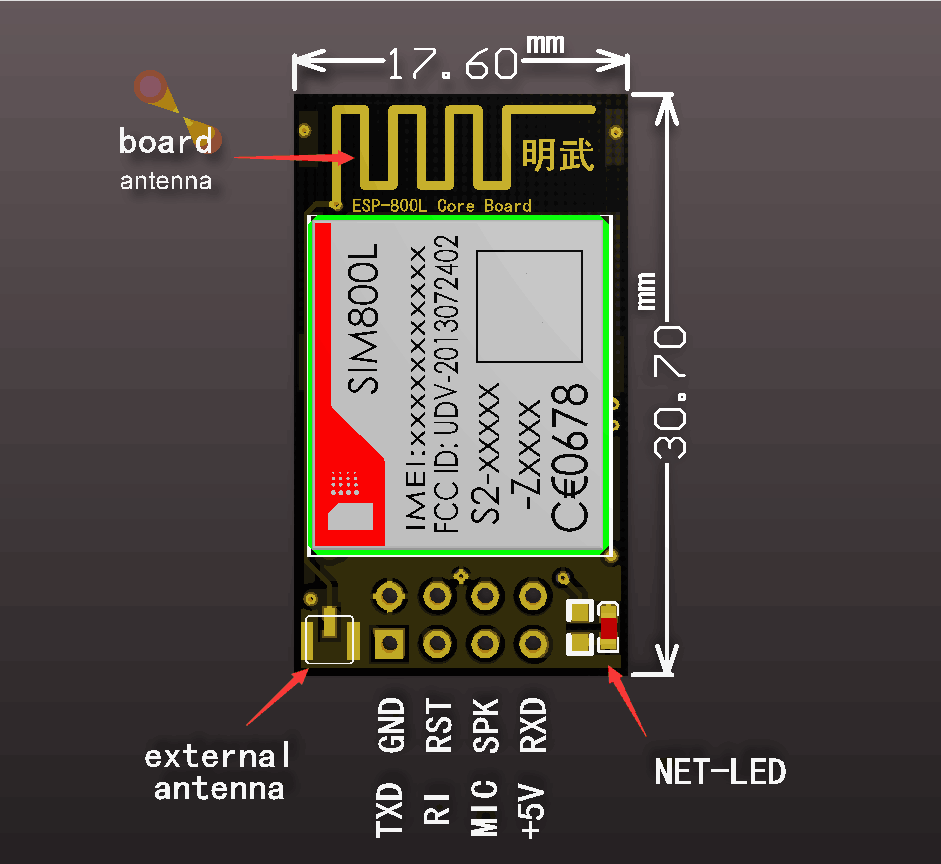 17.60 mm
board
antenna
明武
ESP-800L Core Board
SIM800L
IMEI:xxxxxxxxxxxxxxx
FCC ID: UDV-2013072402
S2-xxxxx
-Zxxxx
C€0678
30.70 mm
GND RST SPK RXD
TXD RI MIC +5V
external
antenna
NET-LED